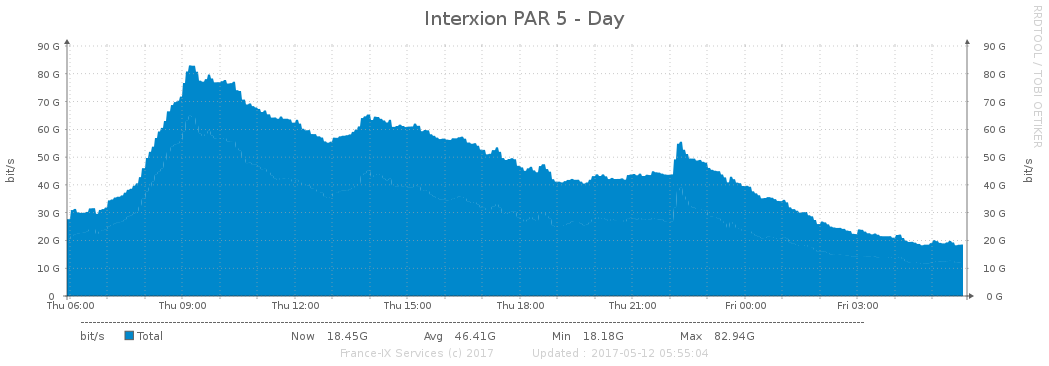 Interxion PAR 5 - Day
RRDTOOL / TOBI OETIKER
90 G 90 G
80 G 80 G
70 G 70 G
60 G 60 G
50 G 50 G
40 G 40 G
30 G 30 G
20 G 20 G
10 G 10 G
0 0 G
bit/s
bit/s
Thu 06:00 Thu 09:00 Thu 12:00 Thu 15:00 Thu 18:00 Thu 21:00 Fri 00:00 Fri 03:00
bit/s Total Now 18.45G Avg 46.41G Min 18.18G Max 82.94G
France-IX Services (c) 2017 Updated : 2017-05-12 05:55:04